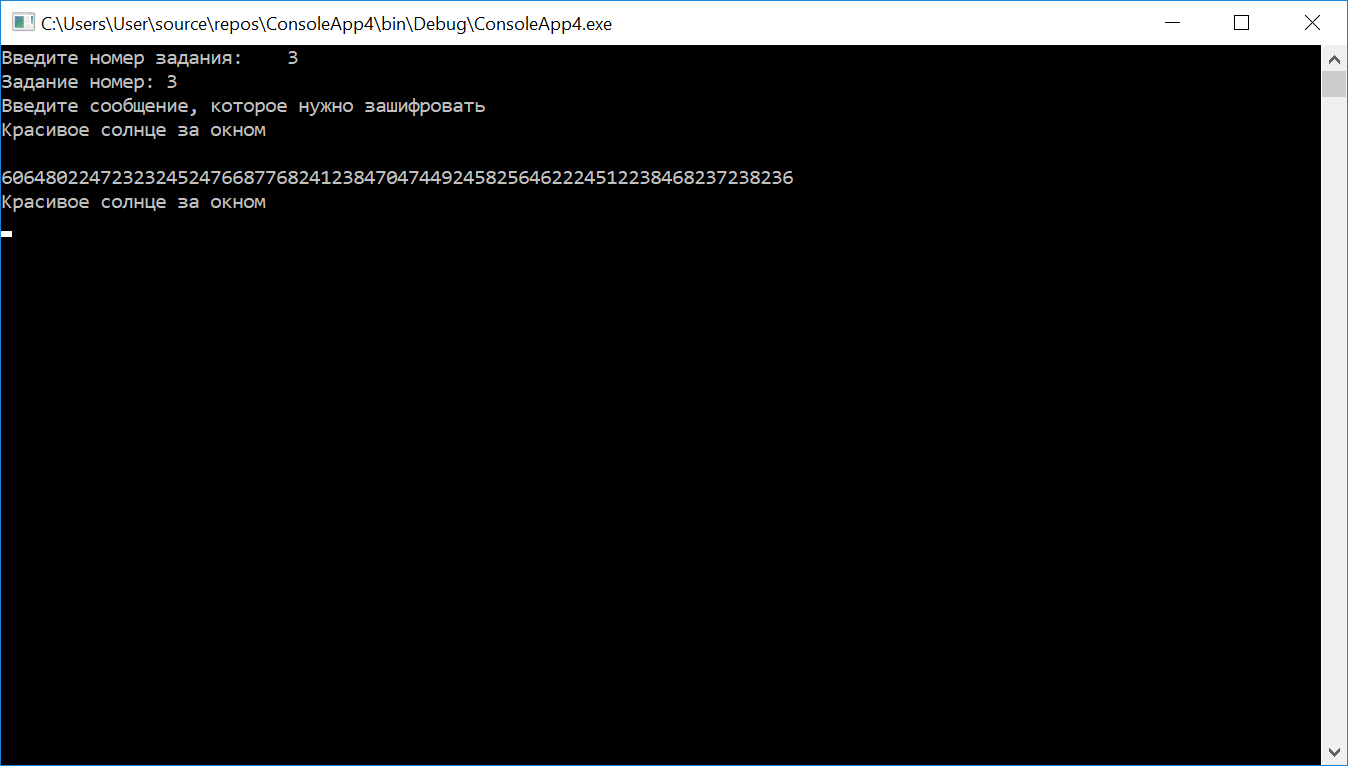 C:\Users\User\source\repos\ConsoleApp4\bin\Debug\ConsoleApp4.exe
Введите номер задания:    3
Задание номер: 3
Введите сообщение, которое нужно зашифровать
Красивое солнце за окном
606480224723232452476687768241238470474492458256462224512238468237238236
Красивое солнце за окном